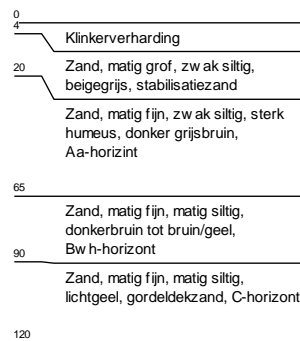 0
4
Klinkerverharding
20
Zand, matig grof, zwak siltig,
beigegrijs, stabilisatiezand
Zand, matig fijn, zwak siltig, sterk
humeus, donker grijsbruin,
Aa-horizint
65
Zand, matig fijn, matig siltig,
donkerbruin tot bruin/geel,
Bwh-horizont
90
Zand, matig fijn, matig siltig,
lichtgeel, gordeldekzand, C-horizont
120